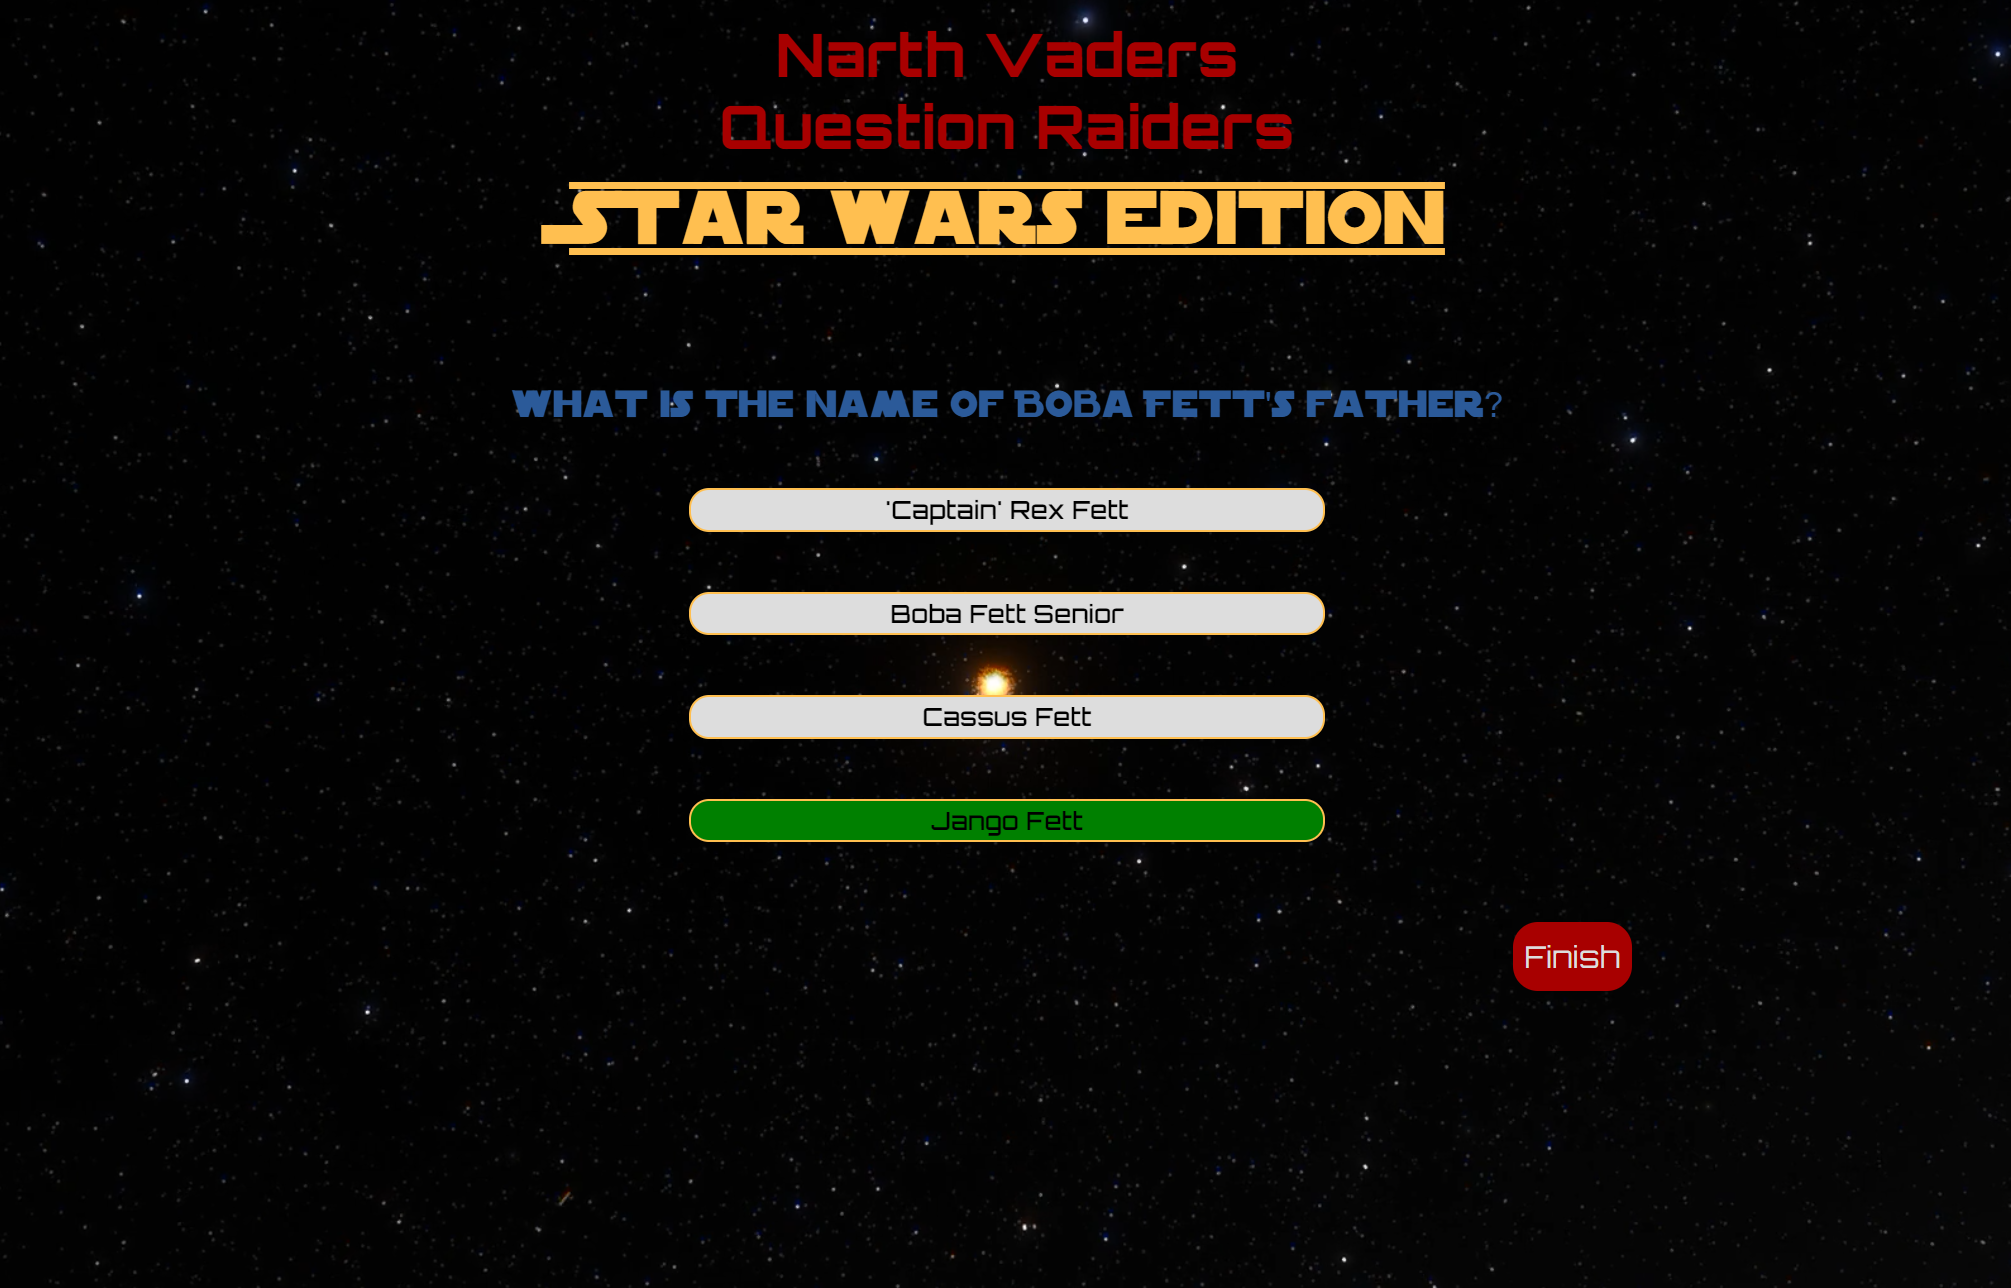 Narth Vaders
Question Raiders
STAR WARS EDITION
WHAT IS THE NAME OF BOBA FETT'S FATHER?
'Captain' Rex Fett
Boba Fett Senior
Cassus Fett
Jango Fett
Finish